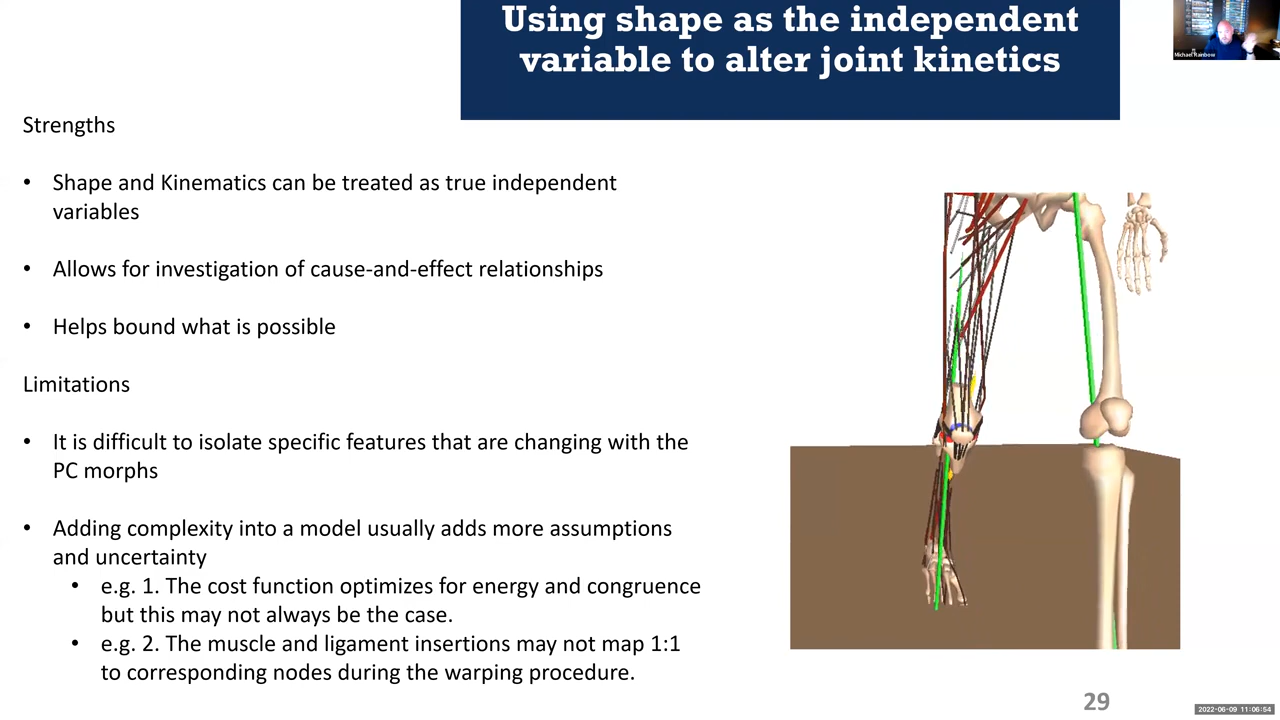 Using shape as the independent
variable to alter joint kinetics
Michael Rainbow
Strengths
• Shape and Kinematics can be treated as true independent
variables
• Allows for investigation of cause-and-effect relationships
• Helps bound what is possible
Limitations
• It is difficult to isolate specific features that are changing with the
PC morphs
• Adding complexity into a model usually adds more assumptions
and uncertainty
• e.g. 1. The cost function optimizes for energy and congruence
but this may not always be the case.
• e.g. 2. The muscle and ligament insertions may not map 1:1
to corresponding nodes during the warping procedure.
29
2022-06-09 11:06:54